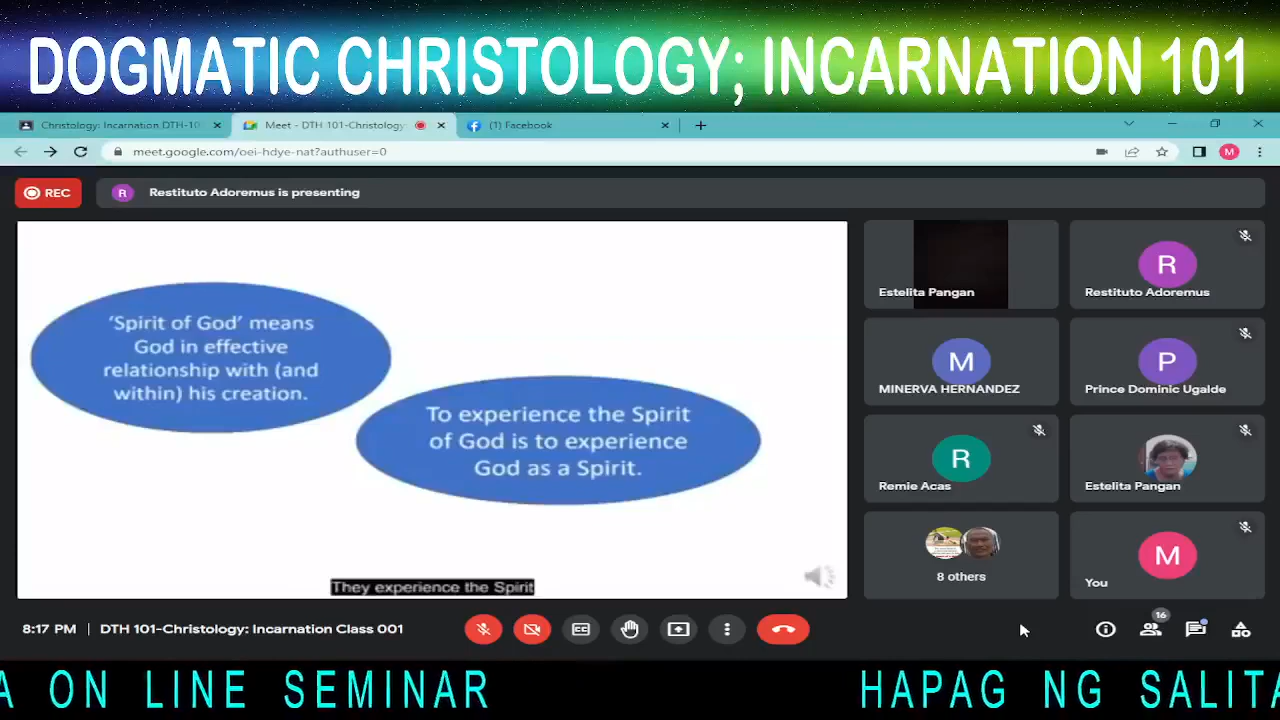 DOGMATIC CHRISTOLOGY; INCARNATION 101
Christology: Incarnation DTH-10
Meet - DTH 101-Christology:
(1) Facebook
meet.google.com/oei-hdye-nat?authuser=0
M
REC
R
Restituto Adoremus is presenting
'Spirit of God' means
God in effective
relationship with (and
within) his creation.
To experience the Spirit
of God is to experience
God as a Spirit.
They experience the Spirit
Estelita Pangan
R
Restituto Adoremus
M
MINERVA HERNANDEZ
P
Prince Dominic Ugalde
R
Remie Acas
Estelita Pangan
8 others
M
You
8:17 PM | DTH 101-Christology: Incarnation Class 001
CC
16
A ON LINE SEMINAR
HAPAG NG SALITA